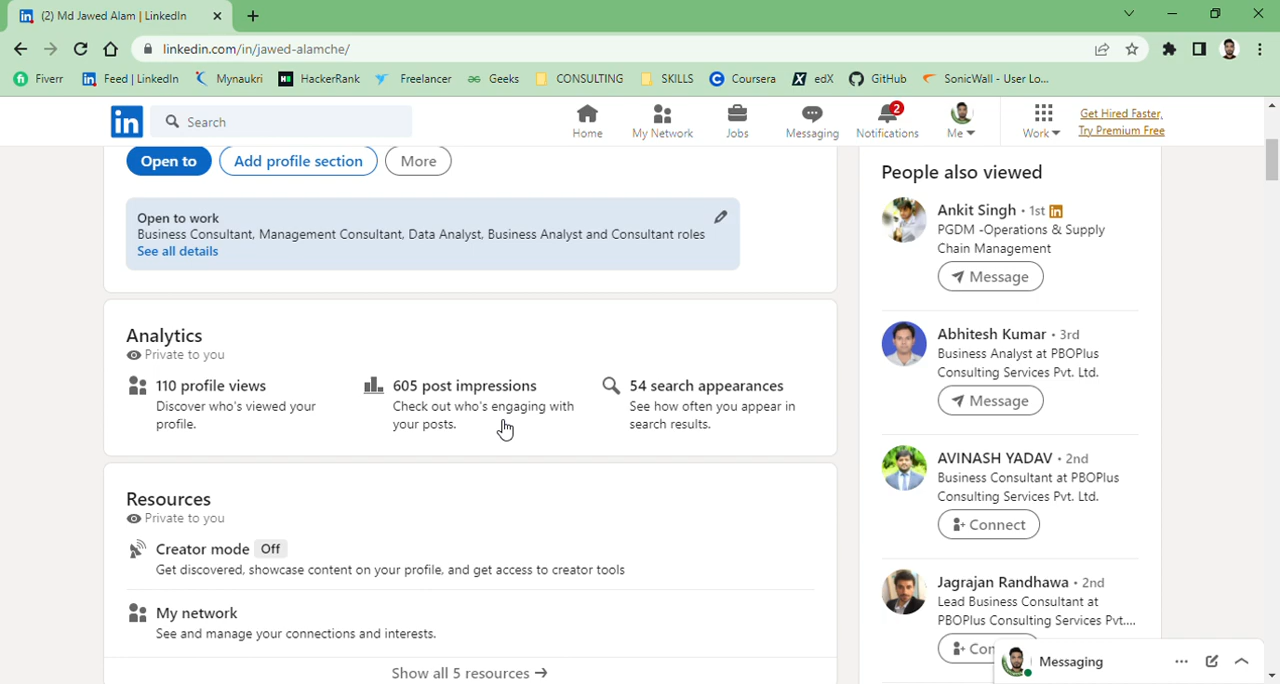 (2) Md Jawed Alam | LinkedIn
linkedin.com/in/jawed-alamche/
Fiverr Feed | LinkedIn Mynaukri HackerRank Freelancer Geeks CONSULTING SKILLS Coursera edX GitHub SonicWall - User Lo...
in Search Home My Network Jobs Messaging 2 Notifications Me Work Get Hired Faster,
Try Premium Free
Open to Add profile section More
Open to work
Business Consultant, Management Consultant, Data Analyst, Business Analyst and Consultant roles
See all details
Analytics
Private to you
110 profile views
Discover who's viewed your
profile.
605 post impressions
Check out who's engaging with
your posts.
54 search appearances
See how often you appear in
search results.
Resources
Private to you
Creator mode Off
Get discovered, showcase content on your profile, and get access to creator tools
My network
See and manage your connections and interests.
Show all 5 resources →
People also viewed
Ankit Singh · 1st in
PGDM -Operations & Supply
Chain Management
Message
Abhitesh Kumar · 3rd
Business Analyst at PBOPlus
Consulting Services Pvt. Ltd.
Message
AVINASH YADAV · 2nd
Business Consultant at PBOPlus
Consulting Services Pvt. Ltd.
Connect
Jagrajan Randhawa · 2nd
Lead Business Consultant at
PBOPlus Consulting Services Pvt....
Messaging